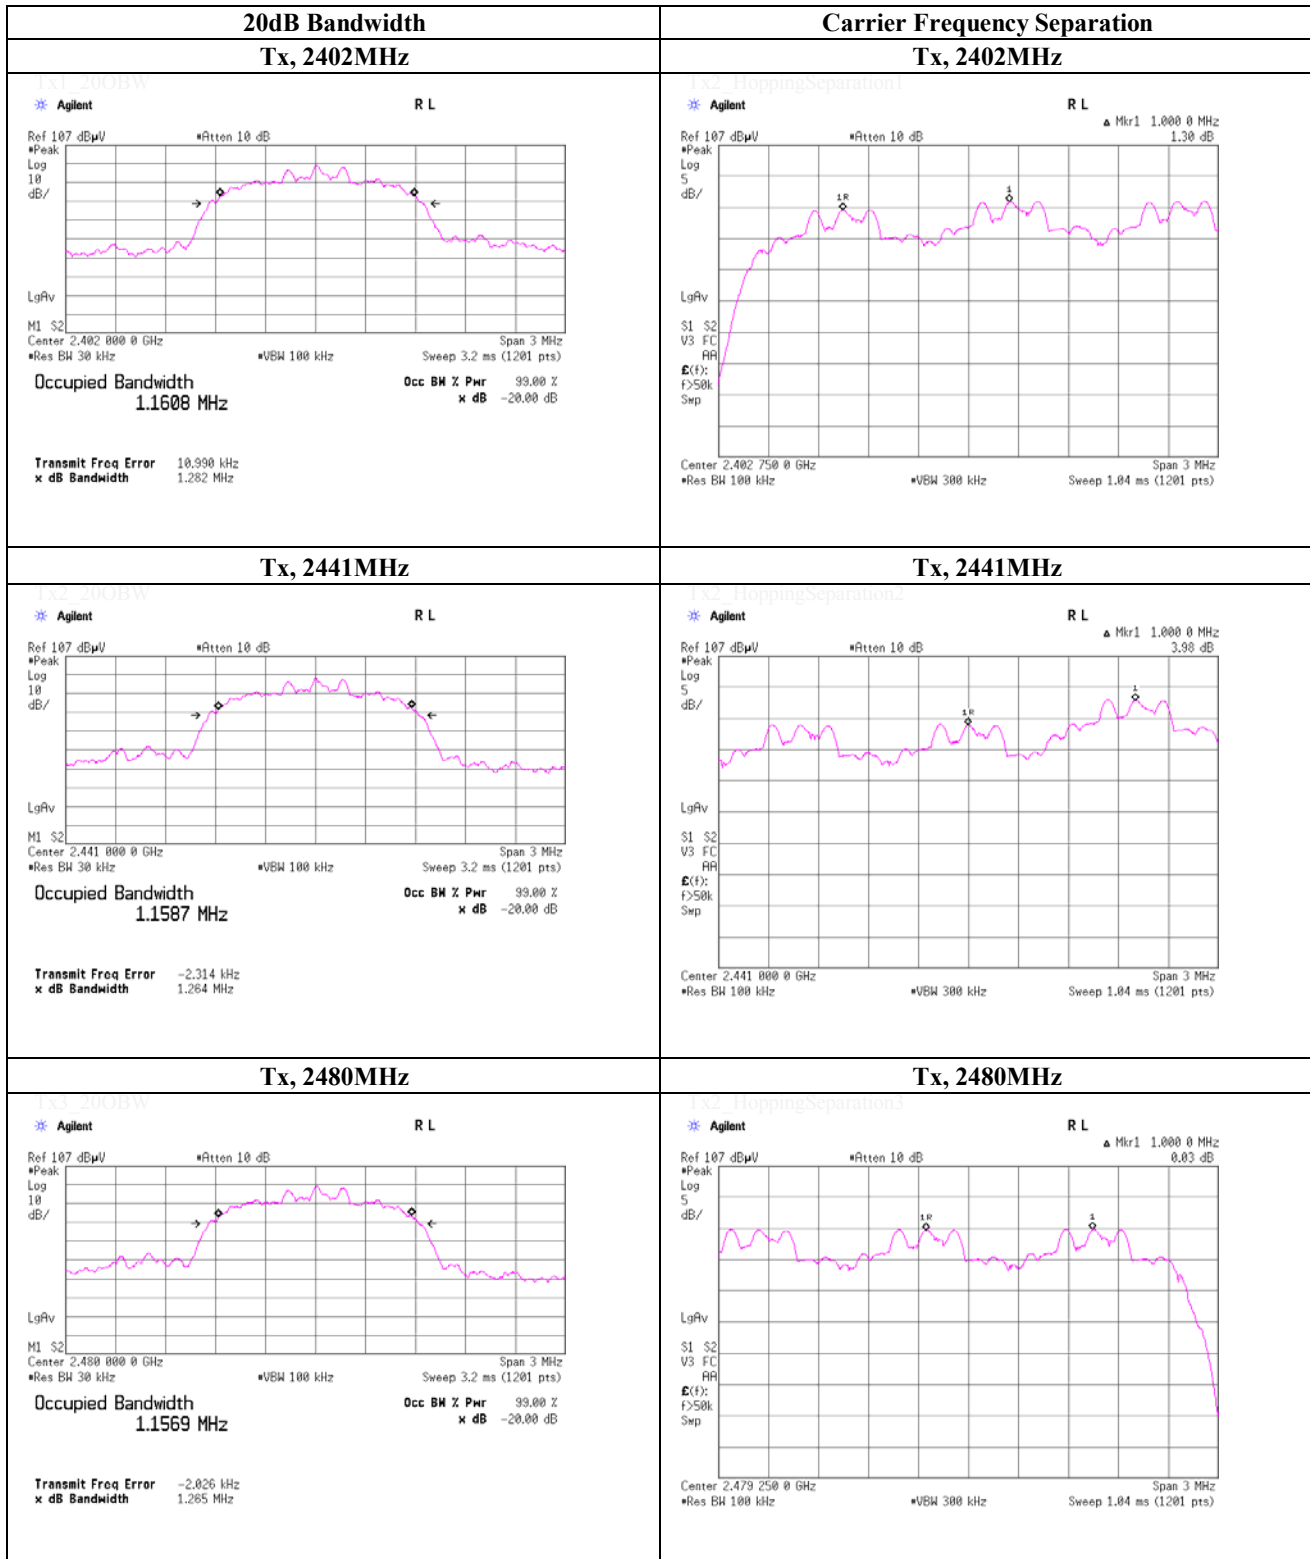 20dB Bandwidth
Carrier Frequency Separation
Tx, 2402MHz
Tx, 2402MHz
Tx1_20OBW
Agilent
R L
Ref 107 dBµV
#Atten 10 dB
#Peak
Log
10
dB/
LgAv
M1 S2
Center 2.402 000 0 GHz
Span 3 MHz
#Res BW 30 kHz
#VBW 100 kHz
Sweep 3.2 ms (1201 pts)
Occupied Bandwidth
1.1608 MHz
Occ BW % Pwr 99.00 %
x dB -20.00 dB
Transmit Freq Error 10.990 kHz
x dB Bandwidth 1.282 MHz
Tx2_HoppingSeparation1
Agilent
R L
Δ Mkr1 1.000 0 MHz
Ref 107 dBµV
#Atten 10 dB
1.30 dB
#Peak
Log
5
dB/
1R
1
LgAv
S1 S2
V3 FC
AA
£(f):
f>50k
Swp
Center 2.402 750 0 GHz
Span 3 MHz
#Res BW 100 kHz
#VBW 300 kHz
Sweep 1.04 ms (1201 pts)
Tx, 2441MHz
Tx, 2441MHz
Tx2_20OBW
Agilent
R L
Ref 107 dBµV
#Atten 10 dB
#Peak
Log
10
dB/
LgAv
M1 S2
Center 2.441 000 0 GHz
Span 3 MHz
#Res BW 30 kHz
#VBW 100 kHz
Sweep 3.2 ms (1201 pts)
Occupied Bandwidth
1.1587 MHz
Occ BW % Pwr 99.00 %
x dB -20.00 dB
Transmit Freq Error -2.314 kHz
x dB Bandwidth 1.264 MHz
Tx2_HoppingSeparation2
Agilent
R L
Δ Mkr1 1.000 0 MHz
Ref 107 dBµV
#Atten 10 dB
3.98 dB
#Peak
Log
5
dB/
1R
1
LgAv
S1 S2
V3 FC
AA
£(f):
f>50k
Swp
Center 2.441 000 0 GHz
Span 3 MHz
#Res BW 100 kHz
#VBW 300 kHz
Sweep 1.04 ms (1201 pts)
Tx, 2480MHz
Tx, 2480MHz
Tx3_20OBW
Agilent
R L
Ref 107 dBµV
#Atten 10 dB
#Peak
Log
10
dB/
LgAv
M1 S2
Center 2.480 000 0 GHz
Span 3 MHz
#Res BW 30 kHz
#VBW 100 kHz
Sweep 3.2 ms (1201 pts)
Occupied Bandwidth
1.1569 MHz
Occ BW % Pwr 99.00 %
x dB -20.00 dB
Transmit Freq Error -2.026 kHz
x dB Bandwidth 1.265 MHz
Tx2_HoppingSeparation3
Agilent
R L
Δ Mkr1 1.000 0 MHz
Ref 107 dBµV
#Atten 10 dB
0.03 dB
#Peak
Log
5
dB/
1R
1
LgAv
S1 S2
V3 FC
AA
£(f):
f>50k
Swp
Center 2.479 250 0 GHz
Span 3 MHz
#Res BW 100 kHz
#VBW 300 kHz
Sweep 1.04 ms (1201 pts)